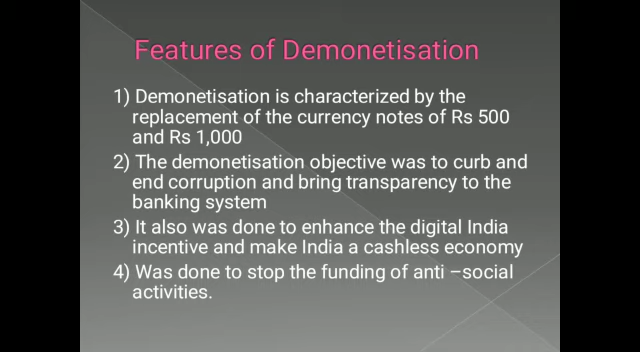 Features of Demonetisation
1) Demonetisation is characterized by the
replacement of the currency notes of Rs 500
and Rs 1,000
2) The demonetisation objective was to curb and
end corruption and bring transparency to the
banking system
3) It also was done to enhance the digital India
incentive and make India a cashless economy
4) Was done to stop the funding of anti –social
activities.